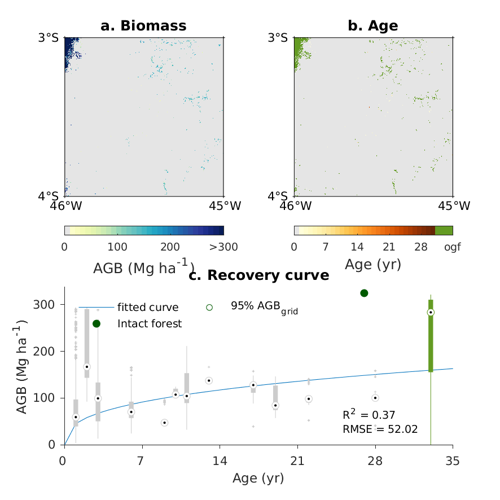 a. Biomass
b. Age
3°S
4°S
46°W
45°W
3°S
4°S
46°W
45°W
0 100 200 >300
AGB (Mg ha⁻¹)
0 7 14 21 28 ogf
Age (yr)
c. Recovery curve
fitted curve
Intact forest
95% AGB_grid
AGB (Mg ha⁻¹)
300
200
100
0
R² = 0.37
RMSE = 52.02
0 7 14 21 28 35
Age (yr)